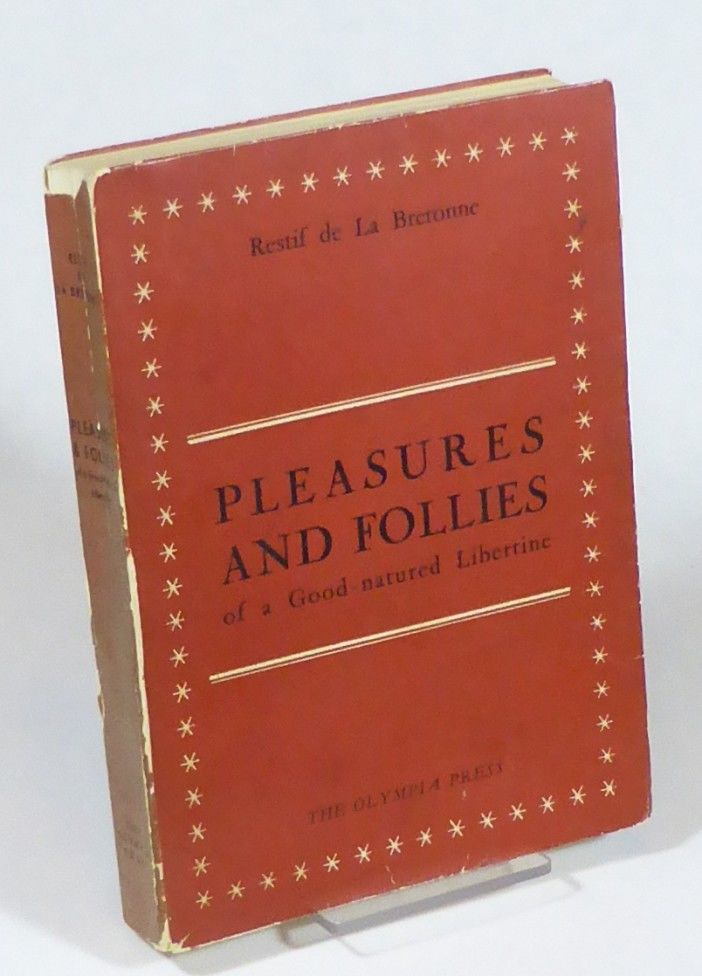 Restif de La Bretonne
PLEASURES
AND FOLLIES
of a Good-natured Libertine
THE OLYMPIA PRESS